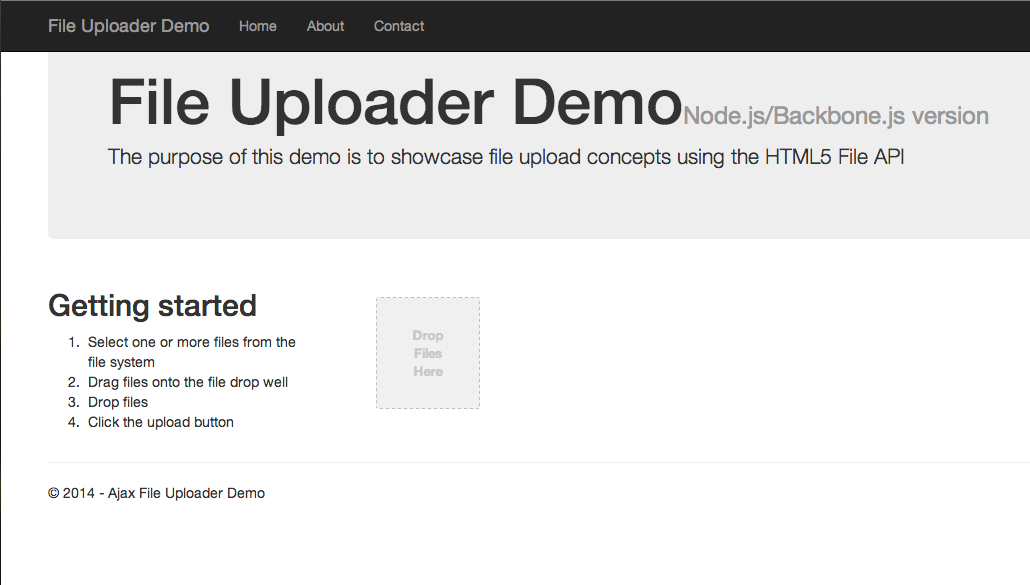 File Uploader Demo Home About Contact
File Uploader Demo Node.js/Backbone.js version
The purpose of this demo is to showcase file upload concepts using the HTML5 File API
Getting started
1. Select one or more files from the
file system
2. Drag files onto the file drop well
3. Drop files
4. Click the upload button
Drop
Files
Here
© 2014 - Ajax File Uploader Demo